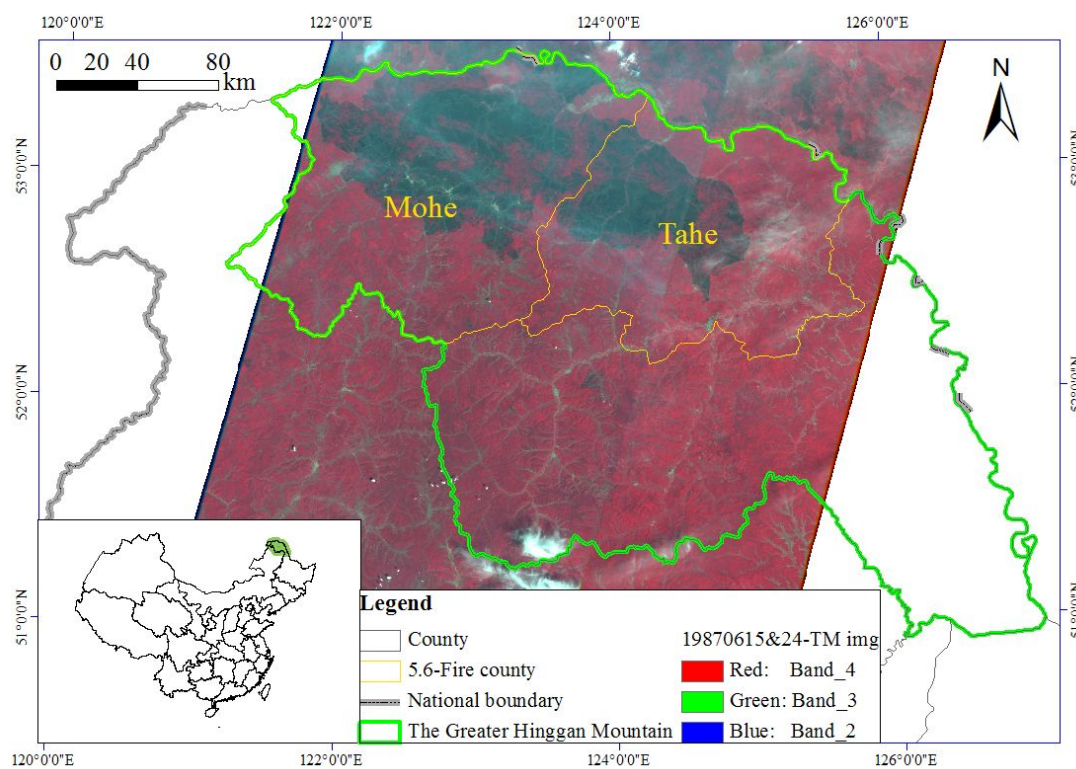 120°0'0"E 122°0'0"E 124°0'0"E 126°0'0"E
0 20 40 80
km
N
53°0'0"N
53°0'0"N
Mohe
Tahe
52°0'0"N
52°0'0"N
51°0'0"N
51°0'0"N
Legend
County
5.6-Fire county
National boundary
The Greater Hinggan Mountain
19870615&24-TM img
Red: Band_4
Green: Band_3
Blue: Band_2
120°0'0"E 122°0'0"E 124°0'0"E 126°0'0"E